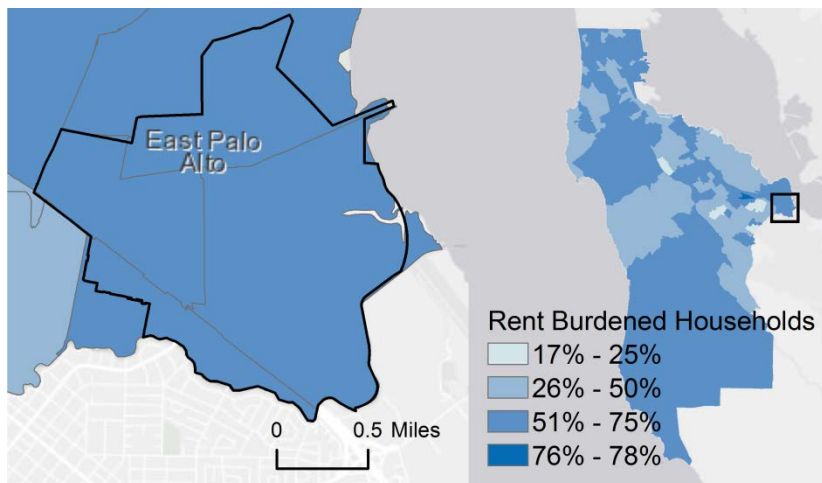 East Palo
Alto
0 0.5 Miles
Rent Burdened Households
17% - 25%
26% - 50%
51% - 75%
76% - 78%